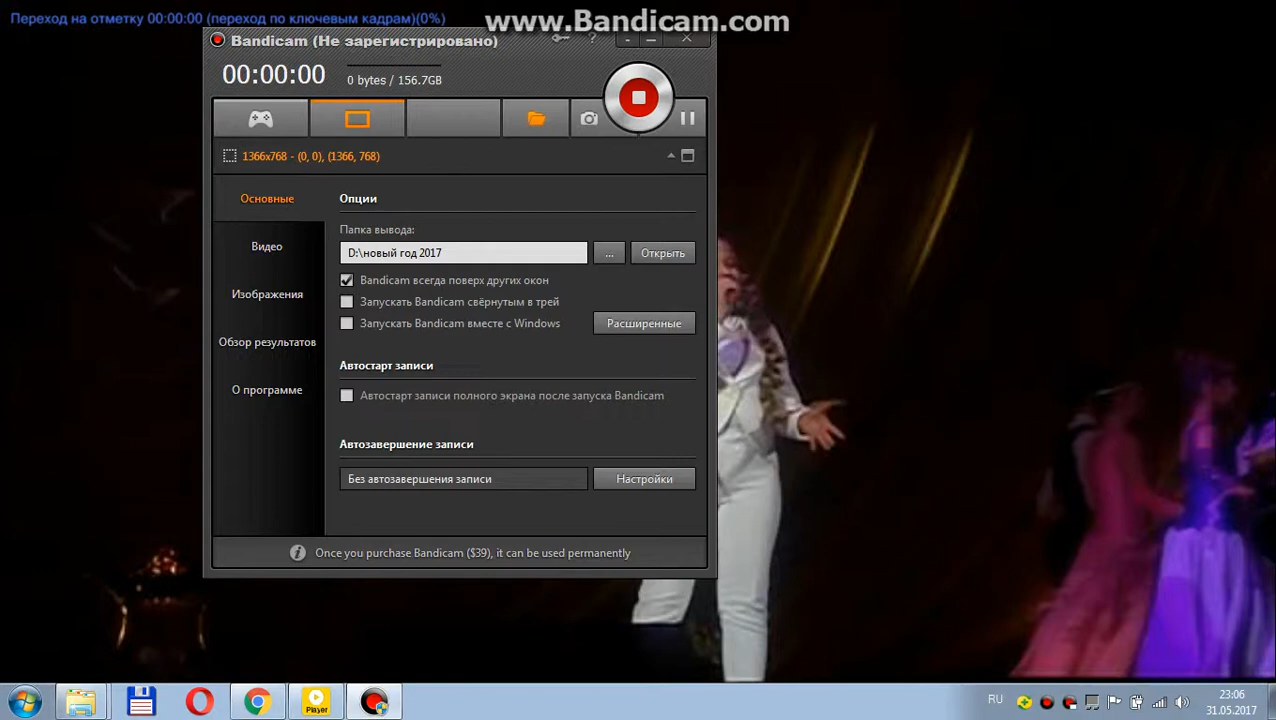 www.Bandicam.com
Переход на отметку 00:00:00 (переход по ключевым кадрам)(0%)
Bandicam (Не зарегистрировано)
00:00:00
0 bytes / 156.7GB
1366x768 - (0, 0), (1366, 768)
Основные
Видео
Изображения
Обзор результатов
О программе
Опции
Папка вывода:
D:\новый год 2017
...
Открыть
Bandicam всегда поверх других окон
Запускать Bandicam свёрнутым в трей
Запускать Bandicam вместе с Windows
Расширенные
Автостарт записи
Автостарт записи полного экрана после запуска Bandicam
Автозавершение записи
Без автозавершения записи
Настройки
Once you purchase Bandicam ($39), it can be used permanently
Player
RU
23:06
31.05.2017